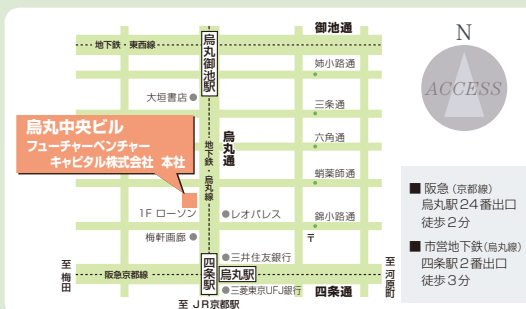 御池通
地下鉄・東西線
烏丸御池駅
姉小路通
大垣書店
三条通
烏丸中央ビル
フューチャーベンチャー
キャピタル株式会社 本社
地下鉄・烏丸線
烏丸通
六角通
蛸薬師通
1F ローソン
レオパレス
錦小路通
梅軒画廊
〒
三井住友銀行
至梅田
阪急京都線
四条駅
烏丸駅
至河原町
三菱東京UFJ銀行
四条通
至 JR京都駅
N
ACCESS
■ 阪急 (京都線)
烏丸駅24番出口
徒歩2分
■ 市営地下鉄(烏丸線)
四条駅2番出口
徒歩3分